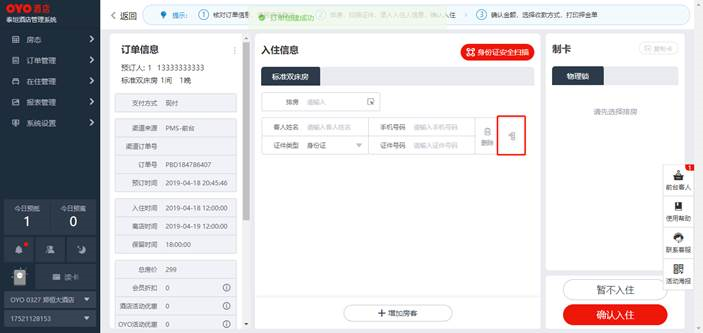 OYO 酒店
泰坦酒店管理系统
房态
订单管理
在住管理
报表管理
系统设置
今日预抵
1
今日预离
0
读卡
OYO 0327 郑恒大酒店
17521128153
返回
提示:
1 核对订单信息
订单创建成功
入住
3 确认金额，选择收款方式，打印押金单
订单信息
预订人: 1 13333333333
标准双床房 1间 1晚
支付方式 现付
渠道来源 PMS-前台
渠道订单号
订单号 PBD184786407
预订时间 2019-04-18 20:45:46
入住时间 2019-04-18 12:00:00
离店时间 2019-04-19 12:00:00
保留时间 18:00:00
总房价 299
会员折扣 0
酒店活动优惠 0
OYO活动优惠 0
入住信息
身份证安全扫描
标准双床房
排房 请输入
客人姓名 请输入客人姓名 手机号码 请输入手机号码
证件类型 身份证 证件号码 请输入证件号码
删除
增加房客
制卡
复制卡
物理锁
请先选择排房
1
前台客人
使用帮助
联系客服
活动海报
暂不入住
确认入住